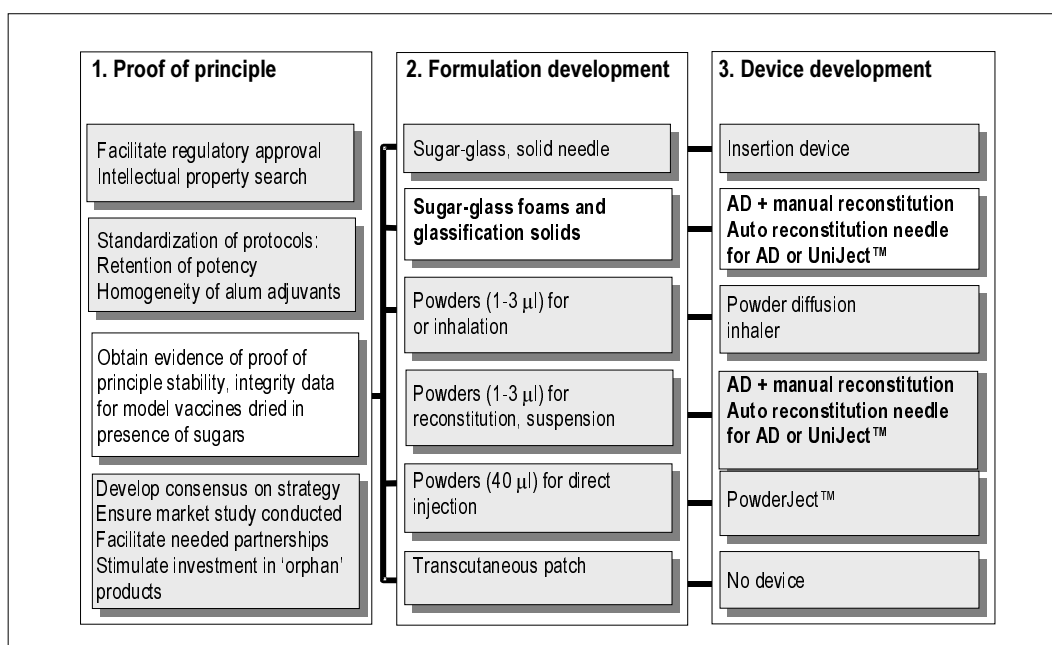 1. Proof of principle
Facilitate regulatory approval
Intellectual property search
Standardization of protocols:
Retention of potency
Homogeneity of alum adjuvants
Obtain evidence of proof of
principle stability, integrity data
for model vaccines dried in
presence of sugars
Develop consensus on strategy
Ensure market study conducted
Facilitate needed partnerships
Stimulate investment in ‘orphan’
products
2. Formulation development
Sugar-glass, solid needle
Sugar-glass foams and
glassification solids
Powders (1-3 µl) for
or inhalation
Powders (1-3 µl) for
reconstitution, suspension
Powders (40 µl) for direct
injection
Transcutaneous patch
3. Device development
Insertion device
AD + manual reconstitution
Auto reconstitution needle
for AD or UniJect™
Powder diffusion
inhaler
AD + manual reconstitution
Auto reconstitution needle
for AD or UniJect™
PowderJect™
No device